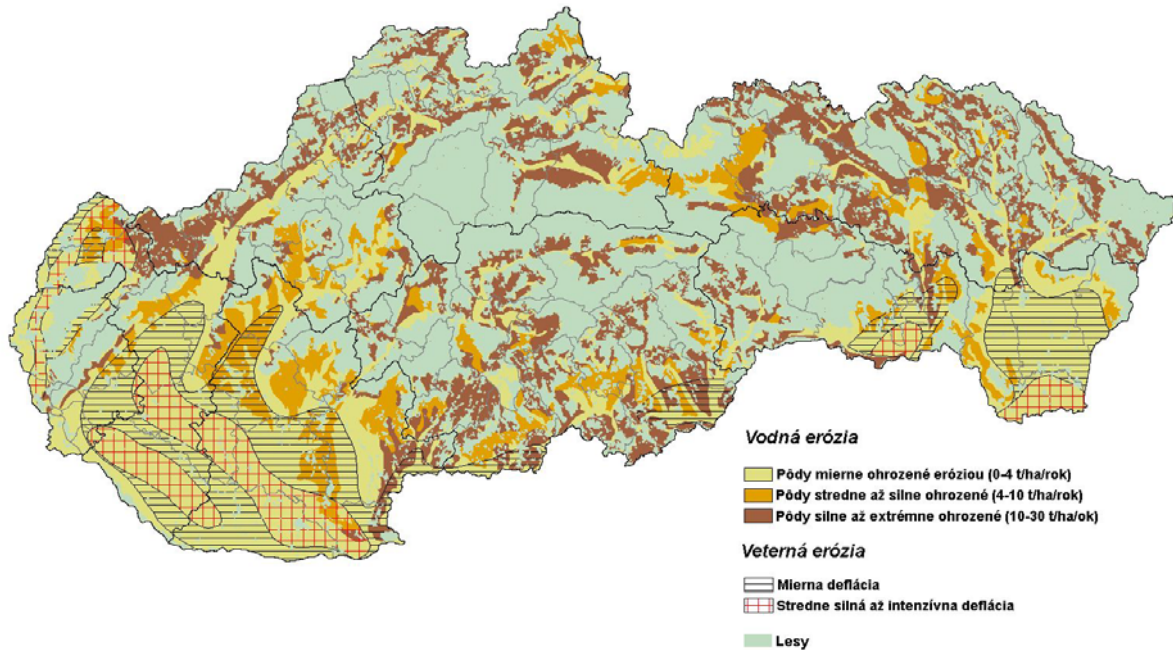 Vodná erózia
Pôdy mierne ohrozené eróziou (0-4 t/ha/rok)
Pôdy stredne až silne ohrozené (4-10 t/ha/rok)
Pôdy silne až extrémne ohrozené (10-30 t/ha/ok)
Veterná erózia
Mierna deflácia
Stredne silná až intenzívna deflácia
Lesy